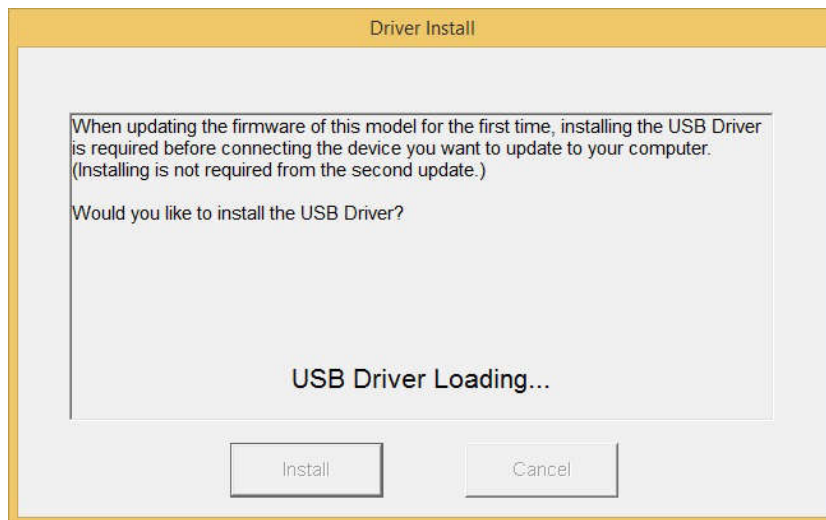 Driver Install
When updating the firmware of this model for the first time, installing the USB Driver
is required before connecting the device you want to update to your computer.
(Installing is not required from the second update.)
Would you like to install the USB Driver?
USB Driver Loading...
Install
Cancel